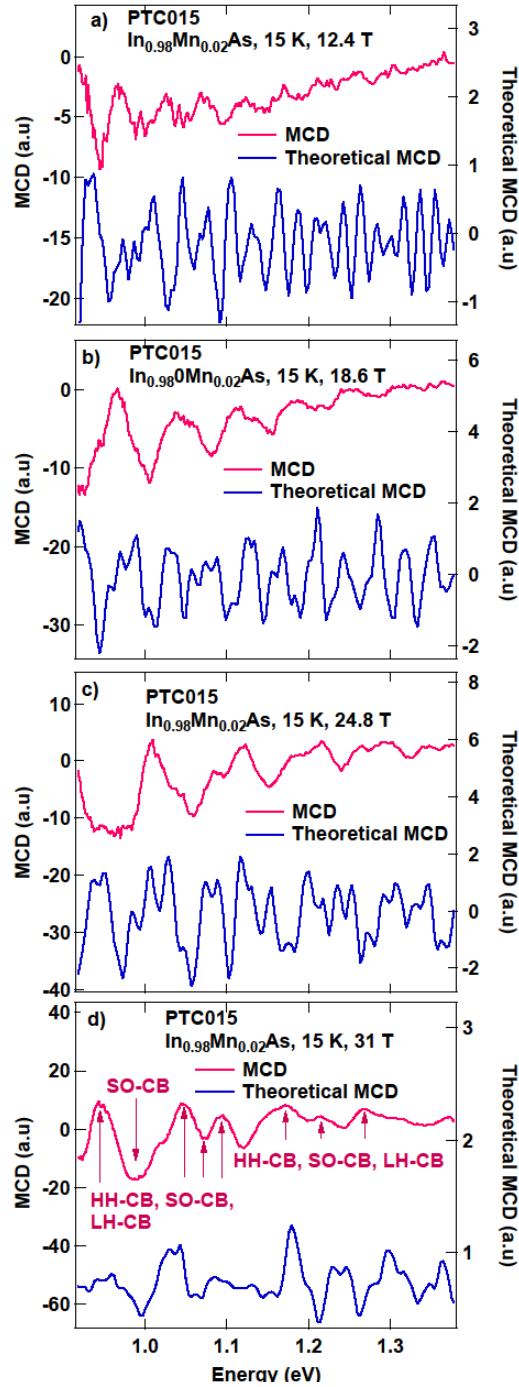 a)
PTC015
In0.98Mn0.02As, 15 K, 12.4 T
MCD
Theoretical MCD
MCD (a.u)
0
-5
-10
-15
-20
Theoretical MCD (a.u)
3
2
1
0
-1
b)
PTC015
In0.980Mn0.02As, 15 K, 18.6 T
MCD
Theoretical MCD
MCD (a.u)
0
-10
-20
-30
Theoretical MCD (a.u)
6
4
2
0
-2
c)
PTC015
In0.98Mn0.02As, 15 K, 24.8 T
MCD
Theoretical MCD
MCD (a.u)
10
0
-10
-20
-30
-40
Theoretical MCD (a.u)
8
6
4
2
0
-2
d)
PTC015
In0.98Mn0.02As, 15 K, 31 T
MCD
Theoretical MCD
SO-CB
HH-CB, SO-CB, LH-CB
HH-CB, SO-CB,
LH-CB
MCD (a.u)
40
20
0
-20
-40
-60
Theoretical MCD (a.u)
3
2
1
1.0
1.1
1.2
1.3
Energy (eV)